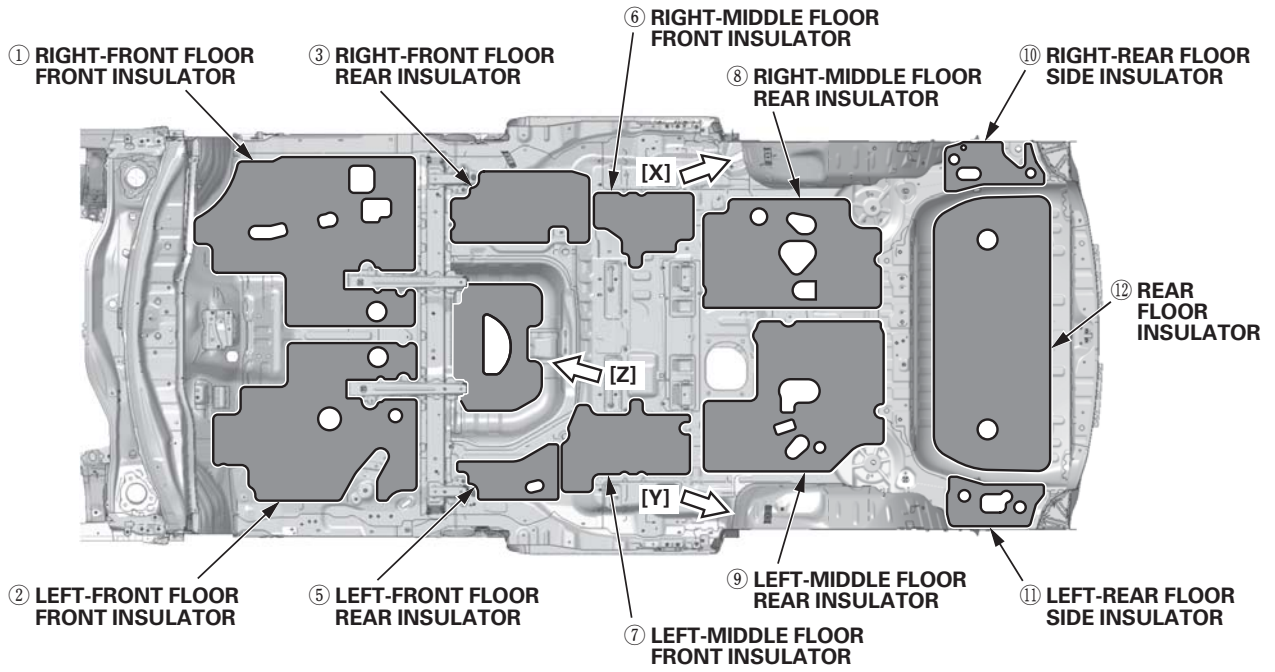 ① RIGHT-FRONT FLOOR
FRONT INSULATOR
③ RIGHT-FRONT FLOOR
REAR INSULATOR
⑥ RIGHT-MIDDLE FLOOR
FRONT INSULATOR
⑧ RIGHT-MIDDLE FLOOR
REAR INSULATOR
⑩ RIGHT-REAR FLOOR
SIDE INSULATOR
[X]
⑫ REAR
FLOOR
INSULATOR
[Z]
[Y]
② LEFT-FRONT FLOOR
FRONT INSULATOR
⑤ LEFT-FRONT FLOOR
REAR INSULATOR
⑦ LEFT-MIDDLE FLOOR
FRONT INSULATOR
⑨ LEFT-MIDDLE FLOOR
REAR INSULATOR
⑪ LEFT-REAR FLOOR
SIDE INSULATOR